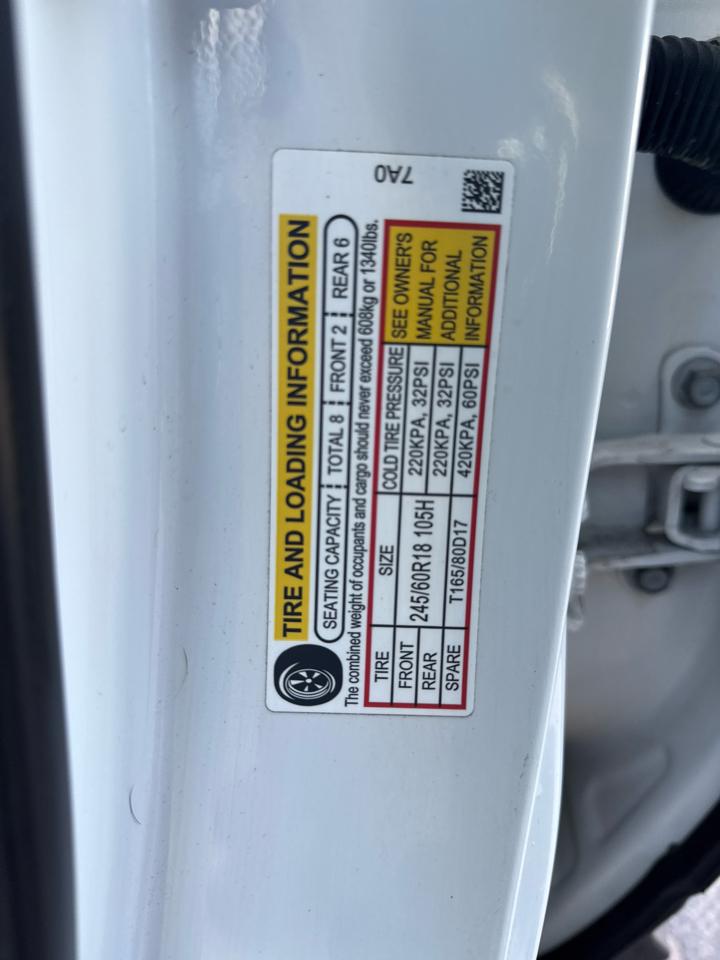 TIRE AND LOADING INFORMATION
SEATING CAPACITY TOTAL 8 FRONT 2 REAR 6
The combined weight of occupants and cargo should never exceed 608kg or 1340lbs.
TIRE SIZE COLD TIRE PRESSURE SEE OWNER'S MANUAL FOR ADDITIONAL INFORMATION
FRONT 245/60R18 105H 220KPA, 32PSI
REAR 220KPA, 32PSI
SPARE T165/80D17 420KPA, 60PSI
7A0